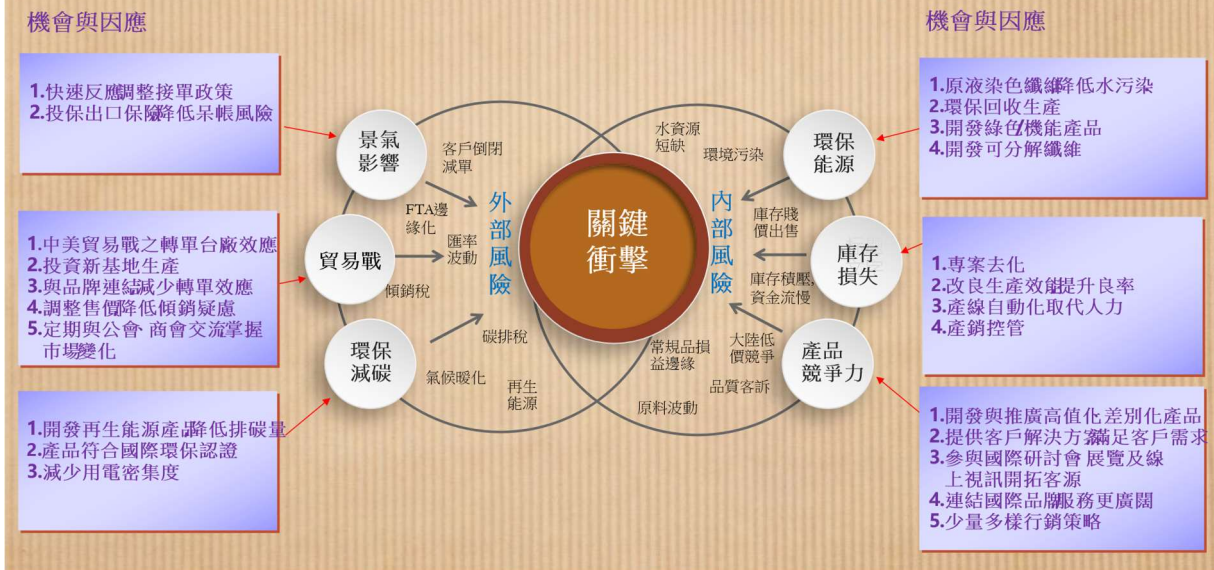 機會與因應
1.快速反應調整接單政策
2.投保出口保險降低呆帳風險
1.中美貿易戰之轉單台廠效應
2.投資新基地生產
3.與品牌連結減少轉單效應
4.調整售價降低傾銷疑慮
5.定期與公會、商會交流掌握
市場變化
1.開發再生能源產品降低排碳量
2.產品符合國際環保認證
3.減少用電密集度
景氣
影響
貿易戰
環保
減碳
客戶倒閉
減單
FTA邊
緣化
匯率
波動
傾銷稅
碳排稅
氣候暖化
再生
能源
外部風險
關鍵
衝擊
內部風險
水資源
短缺
環境污染
庫存賤
價出售
庫存積壓,
資金流慢
大陸低
價競爭
常規品損
益邊緣
品質客訴
原料波動
環保
能源
庫存
損失
產品
競爭力
機會與因應
1.原液染色纖維降低水污染
2.環保回收生產
3.開發綠色/機能產品
4.開發可分解纖維
1.專案去化
2.改良生產效能提升良率
3.產線自動化取代人力
4.產銷控管
1.開發與推廣高值化,差別化產品
2.提供客戶解決方案滿足客戶需求
3.參與國際研討會 展覽及線
上視訊開拓客源
4.連結國際品牌服務更廣闊
5.少量多樣行銷策略